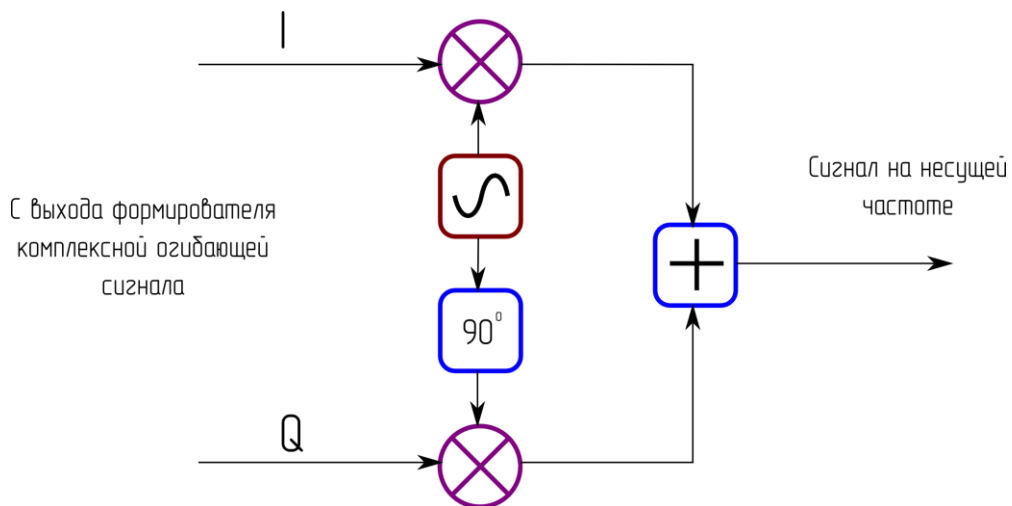 I
С выхода формирователя
комплексной огибающей
сигнала
90°
Q
Сигнал на несущей
частоте